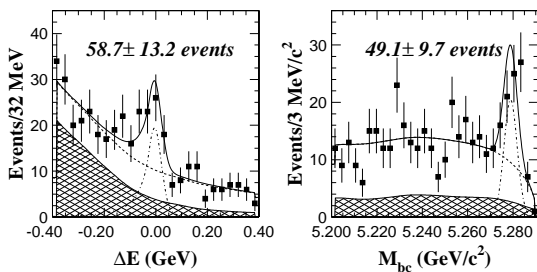 58.7± 13.2 events
Events/32 MeV
40
30
20
10
0
-0.40 -0.20 0.00 0.20 0.40
ΔE (GeV)
49.1± 9.7 events
Events/3 MeV/c²
30
20
10
0
5.200 5.220 5.240 5.260 5.280
M_bc (GeV/c²)